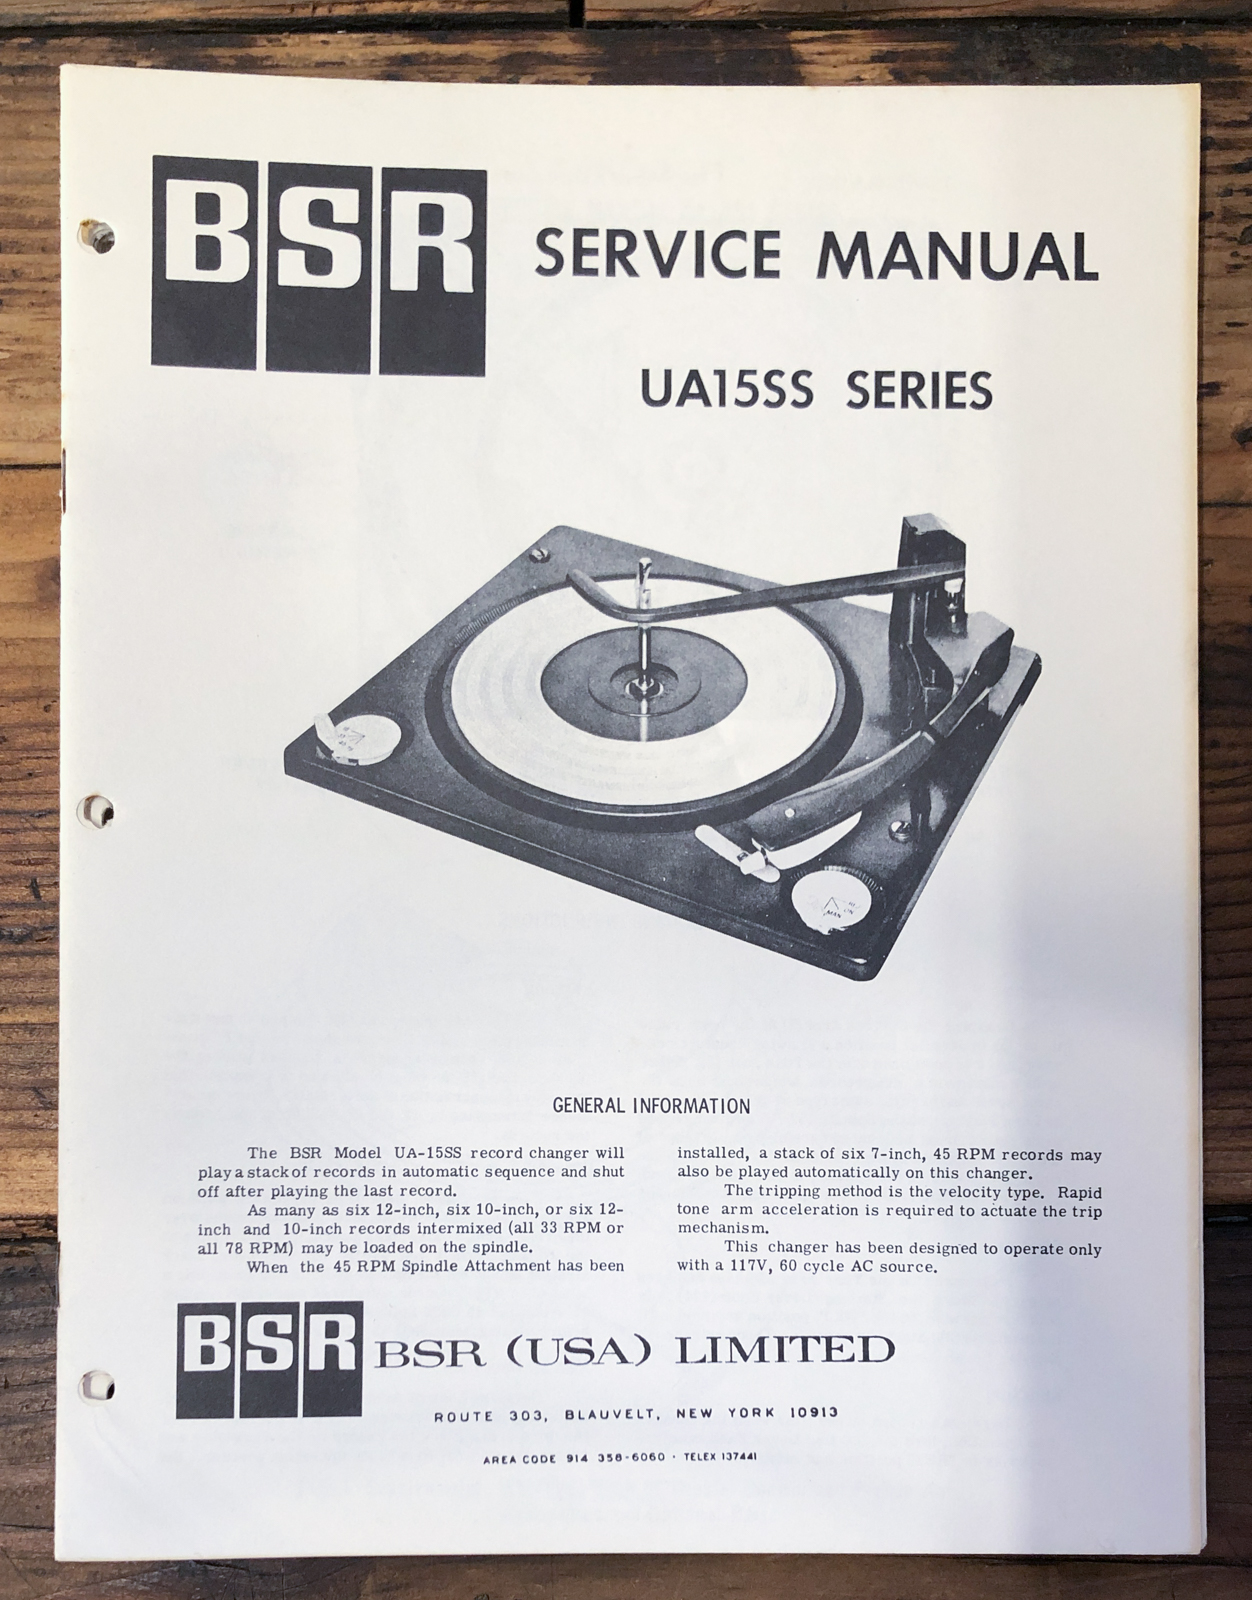 BSR
SERVICE MANUAL
UA15SS SERIES
MAN
ON
GENERAL INFORMATION
The BSR Model UA-15SS record changer will
play a stack of records in automatic sequence and shut
off after playing the last record.
As many as six 12-inch, six 10-inch, or six 12-
inch and 10-inch records intermixed (all 33 RPM or
all 78 RPM) may be loaded on the spindle.
When the 45 RPM Spindle Attachment has been
installed, a stack of six 7-inch, 45 RPM records may
also be played automatically on this changer.
The tripping method is the velocity type. Rapid
tone arm acceleration is required to actuate the trip
mechanism.
This changer has been designed to operate only
with a 117V, 60 cycle AC source.
BSR BSR (USA) LIMITED
ROUTE 303, BLAUVELT, NEW YORK 10913
AREA CODE 914 358-6060 · TELEX 137441